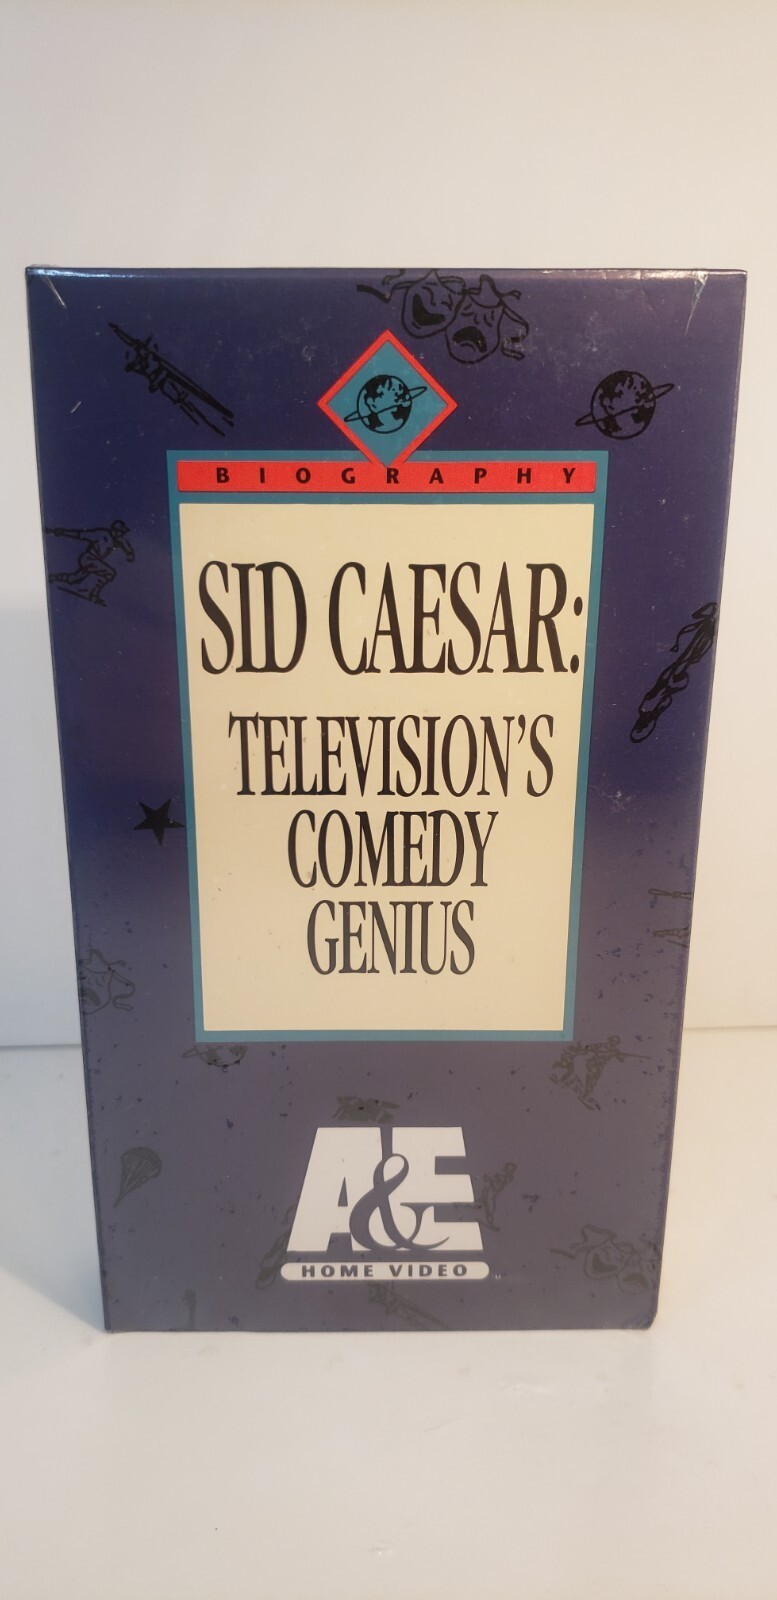 BIOGRAPHY
SID CAESAR:
TELEVISION'S
COMEDY
GENIUS
A&E
HOME VIDEO